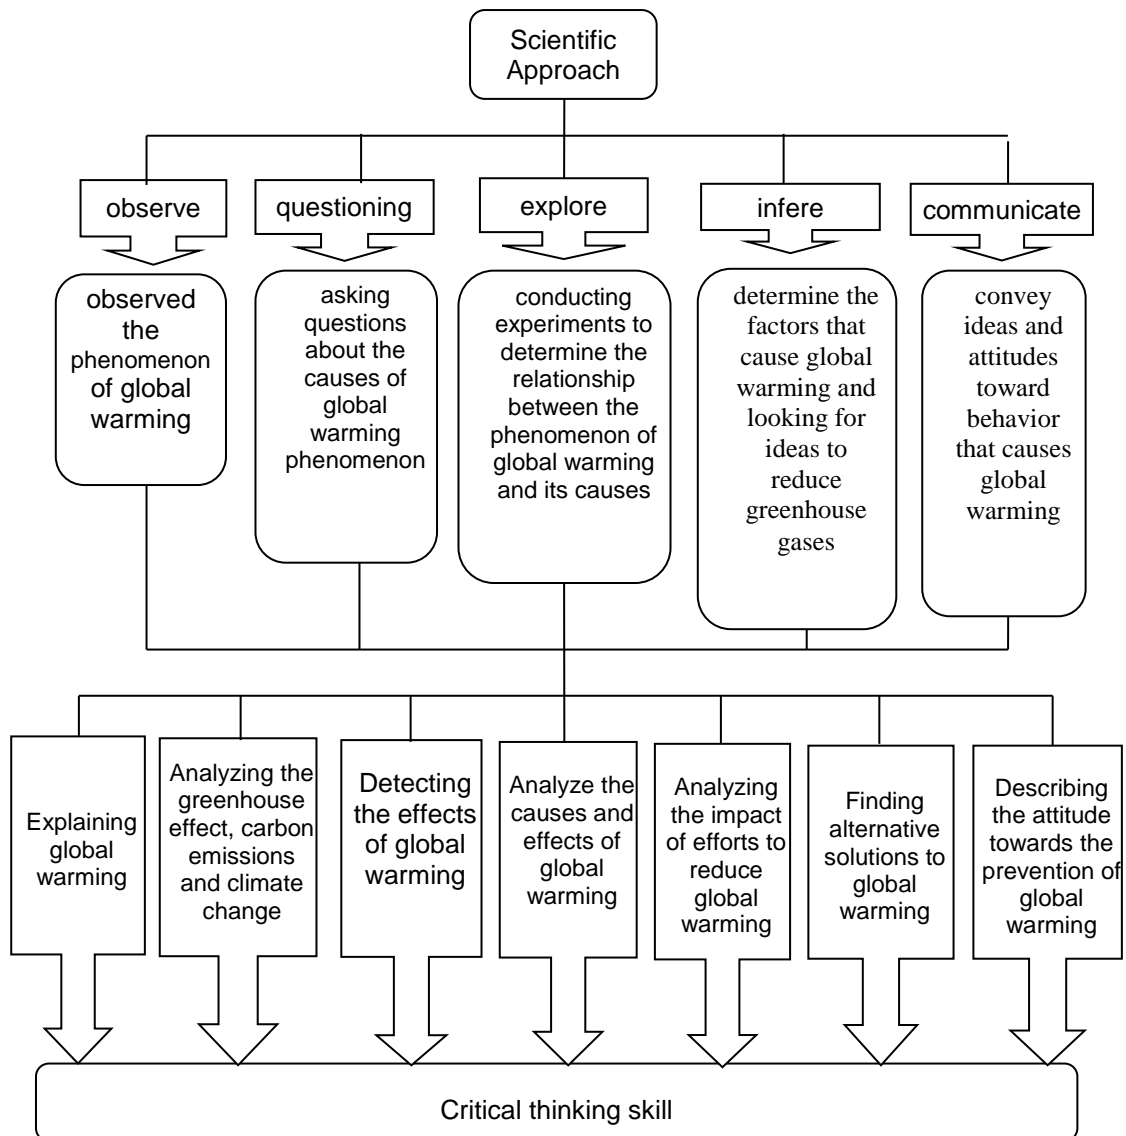 Scientific
Approach
observe
questioning
explore
infere
communicate
observed
the
phenomenon
of global
warming
asking
questions
about the
causes of
global
warming
phenomenon
conducting
experiments to
determine the
relationship
between the
phenomenon of
global warming
and its causes
determine the
factors that
cause global
warming and
looking for
ideas to
reduce
greenhouse
gases
convey
ideas and
attitudes
toward
behavior
that causes
global
warming
Explaining
global
warming
Analyzing the
greenhouse
effect, carbon
emissions
and climate
change
Detecting
the effects
of global
warming
Analyze the
causes and
effects of
global
warming
Analyzing
the impact
of efforts to
reduce
global
warming
Finding
alternative
solutions to
global
warming
Describing
the attitude
towards the
prevention of
global
warming
Critical thinking skill